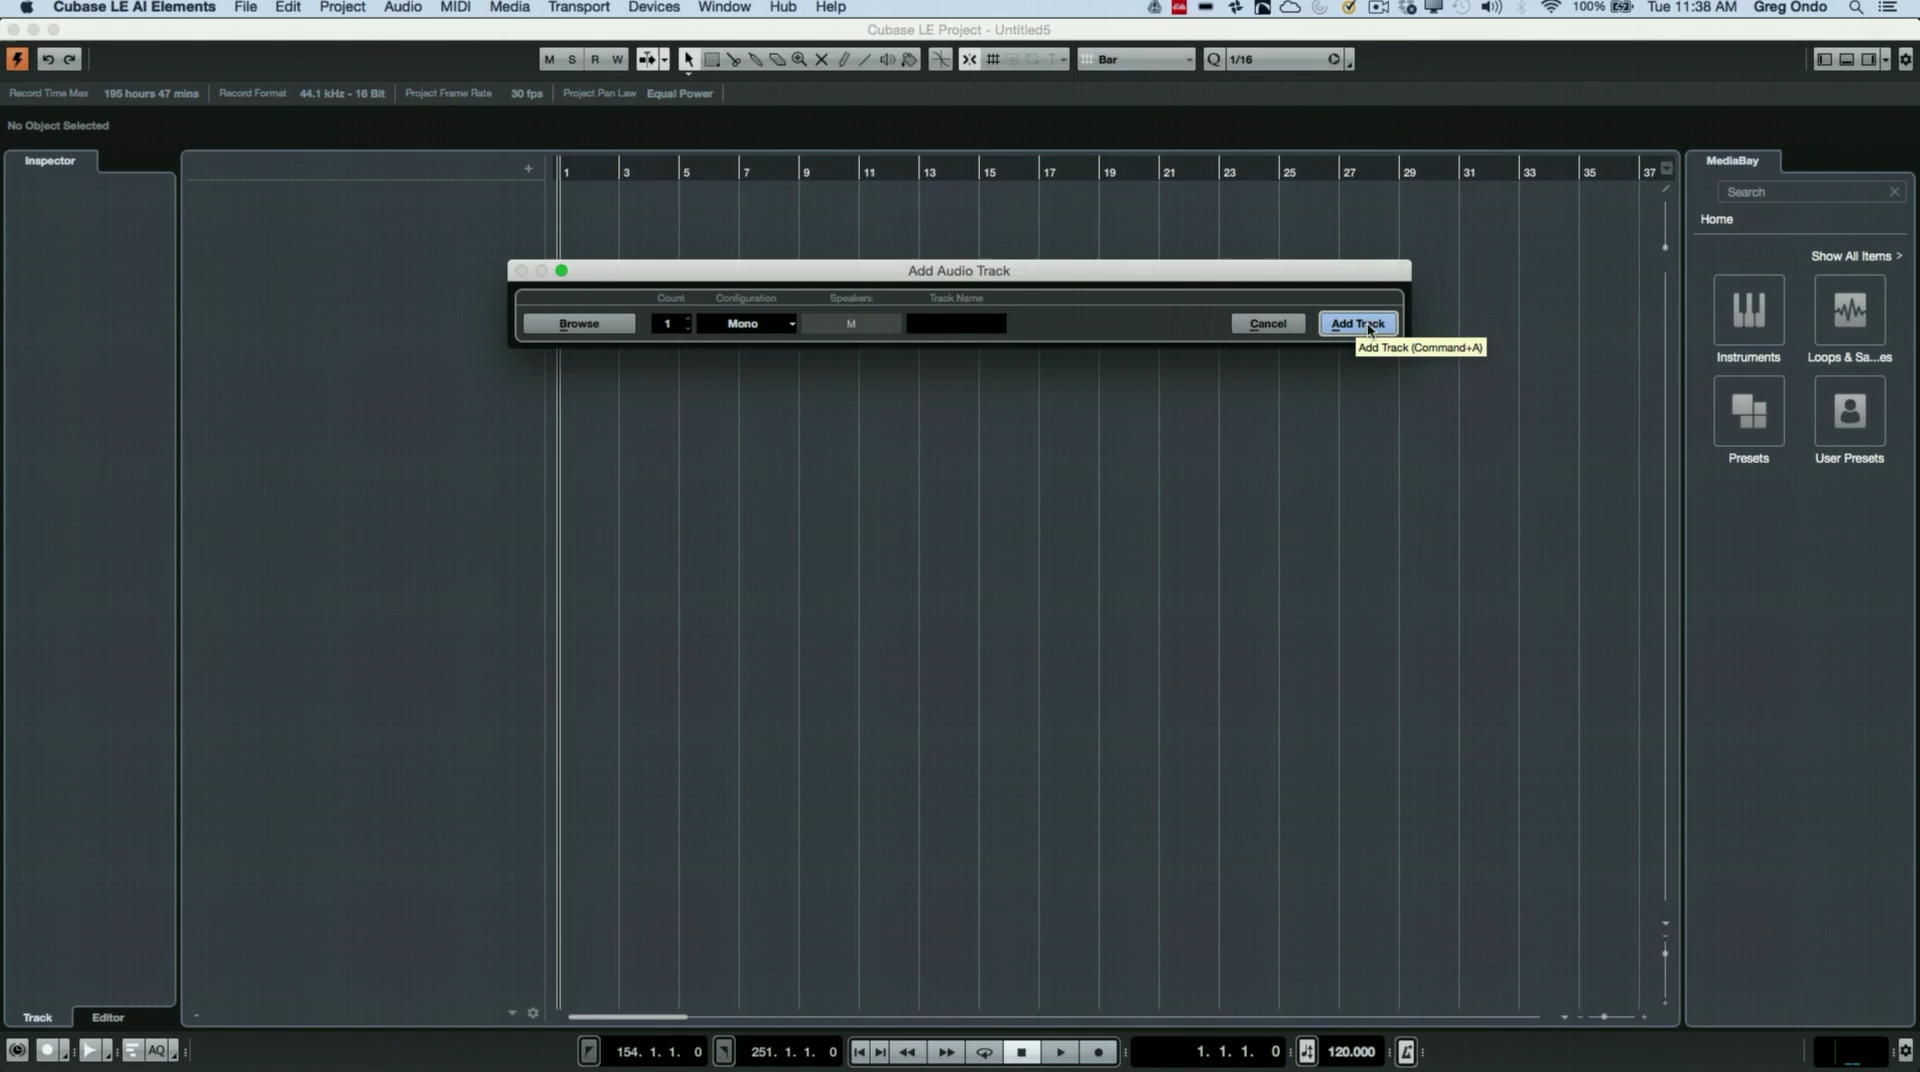 Cubase LE AI Elements File Edit Project Audio MIDI Media Transport Devices Window Hub Help 100% Tue 11:38 AM Greg Ondo
Cubase LE Project - Untitled5
M S R W Bar Q 1/16
Record Time Max 195 hours 47 mins Record Format 44.1 kHz - 16 Bit Project Frame Rate 30 fps Project Pan Law Equal Power
No Object Selected
Inspector
+
1 3 5 7 9 11 13 15 17 19 21 23 25 27 29 31 33 35 37
MediaBay
Search
Home
Show All Items >
Instruments Loops & Sa...es
Presets User Presets
Add Audio Track
Count Configuration Speakers Track Name
Browse 1 Mono M Cancel Add Track
Add Track (Command+A)
Track Editor
AQ 154. 1. 1. 0 251. 1. 1. 0 1. 1. 1. 0 120.000